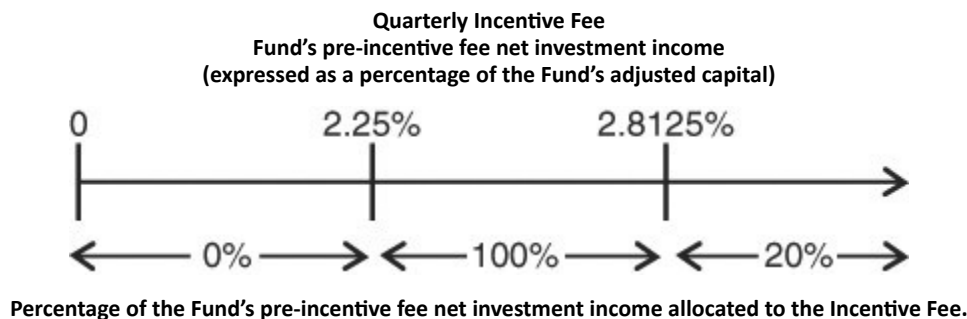 Quarterly Incentive Fee
Fund's pre-incentive fee net investment income
(expressed as a percentage of the Fund's adjusted capital)
0 2.25% 2.8125%
0% 100% 20%
Percentage of the Fund's pre-incentive fee net investment income allocated to the Incentive Fee.